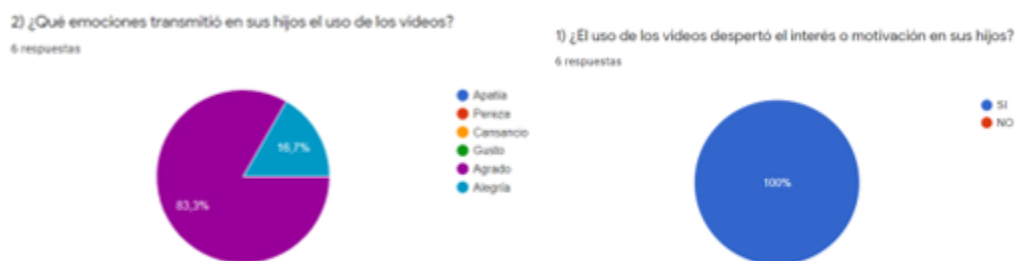 2) ¿Qué emociones transmitió en sus hijos el uso de los videos?
6 respuestas
Apatía
Pereza
Cansancio
Gusto
Agrado
Alegría
16,7%
83,3%
1) ¿El uso de los videos despertó el interés o motivación en sus hijos?
6 respuestas
SI
NO
100%